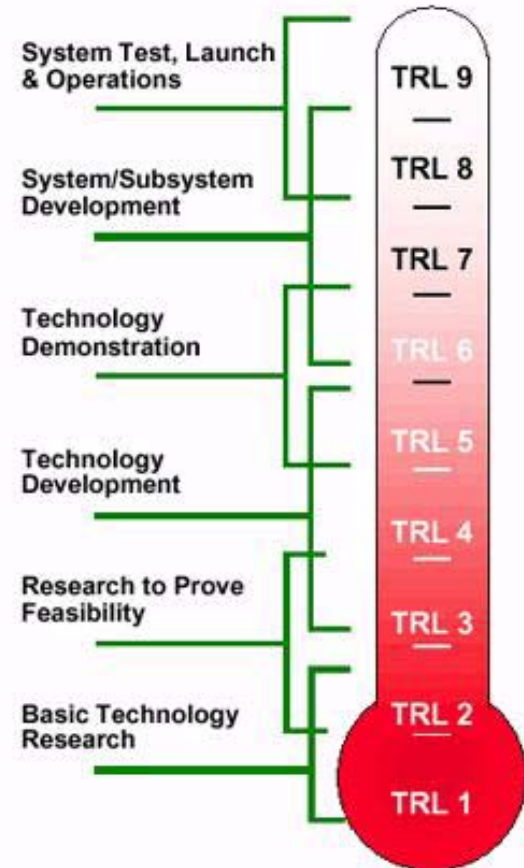 System Test, Launch
& Operations
System/Subsystem
Development
Technology
Demonstration
Technology
Development
Research to Prove
Feasibility
Basic Technology
Research
TRL 9
TRL 8
TRL 7
TRL 6
TRL 5
TRL 4
TRL 3
TRL 2
TRL 1